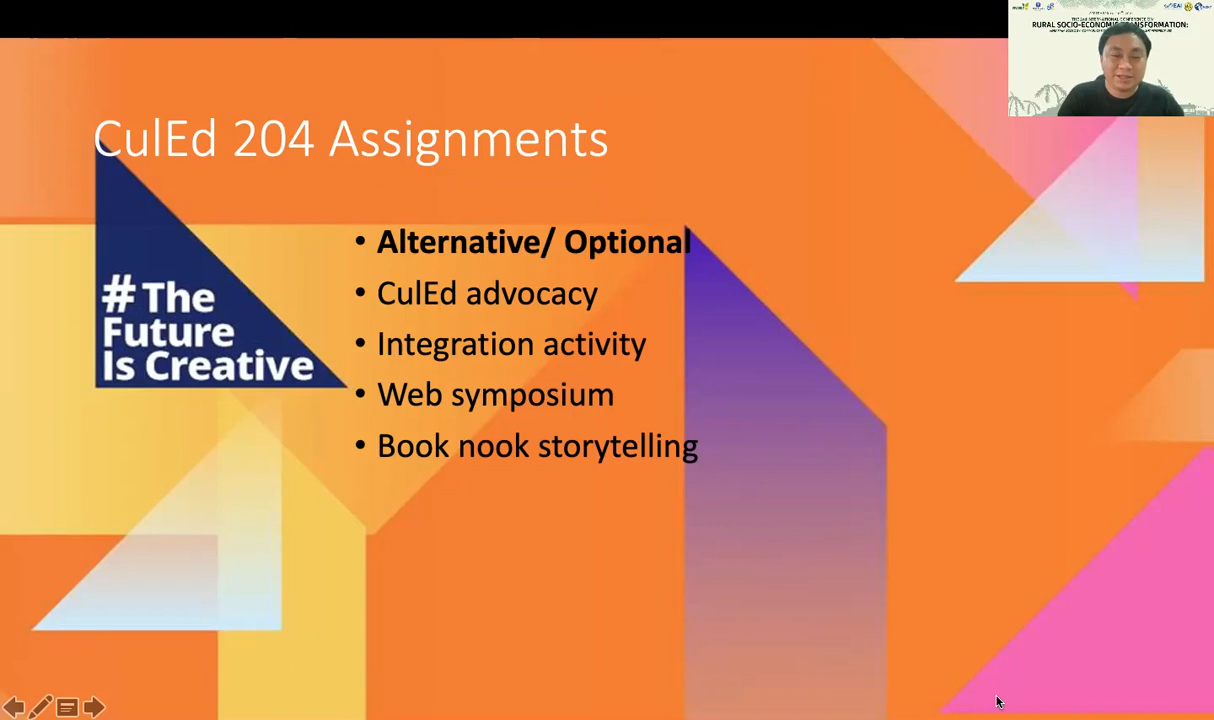 RURAL SOCIO-ECONOMIC TRANSFORMATION:
CulEd 204 Assignments
# The
Future
Is Creative
• Alternative/ Optional
• CulEd advocacy
• Integration activity
• Web symposium
• Book nook storytelling